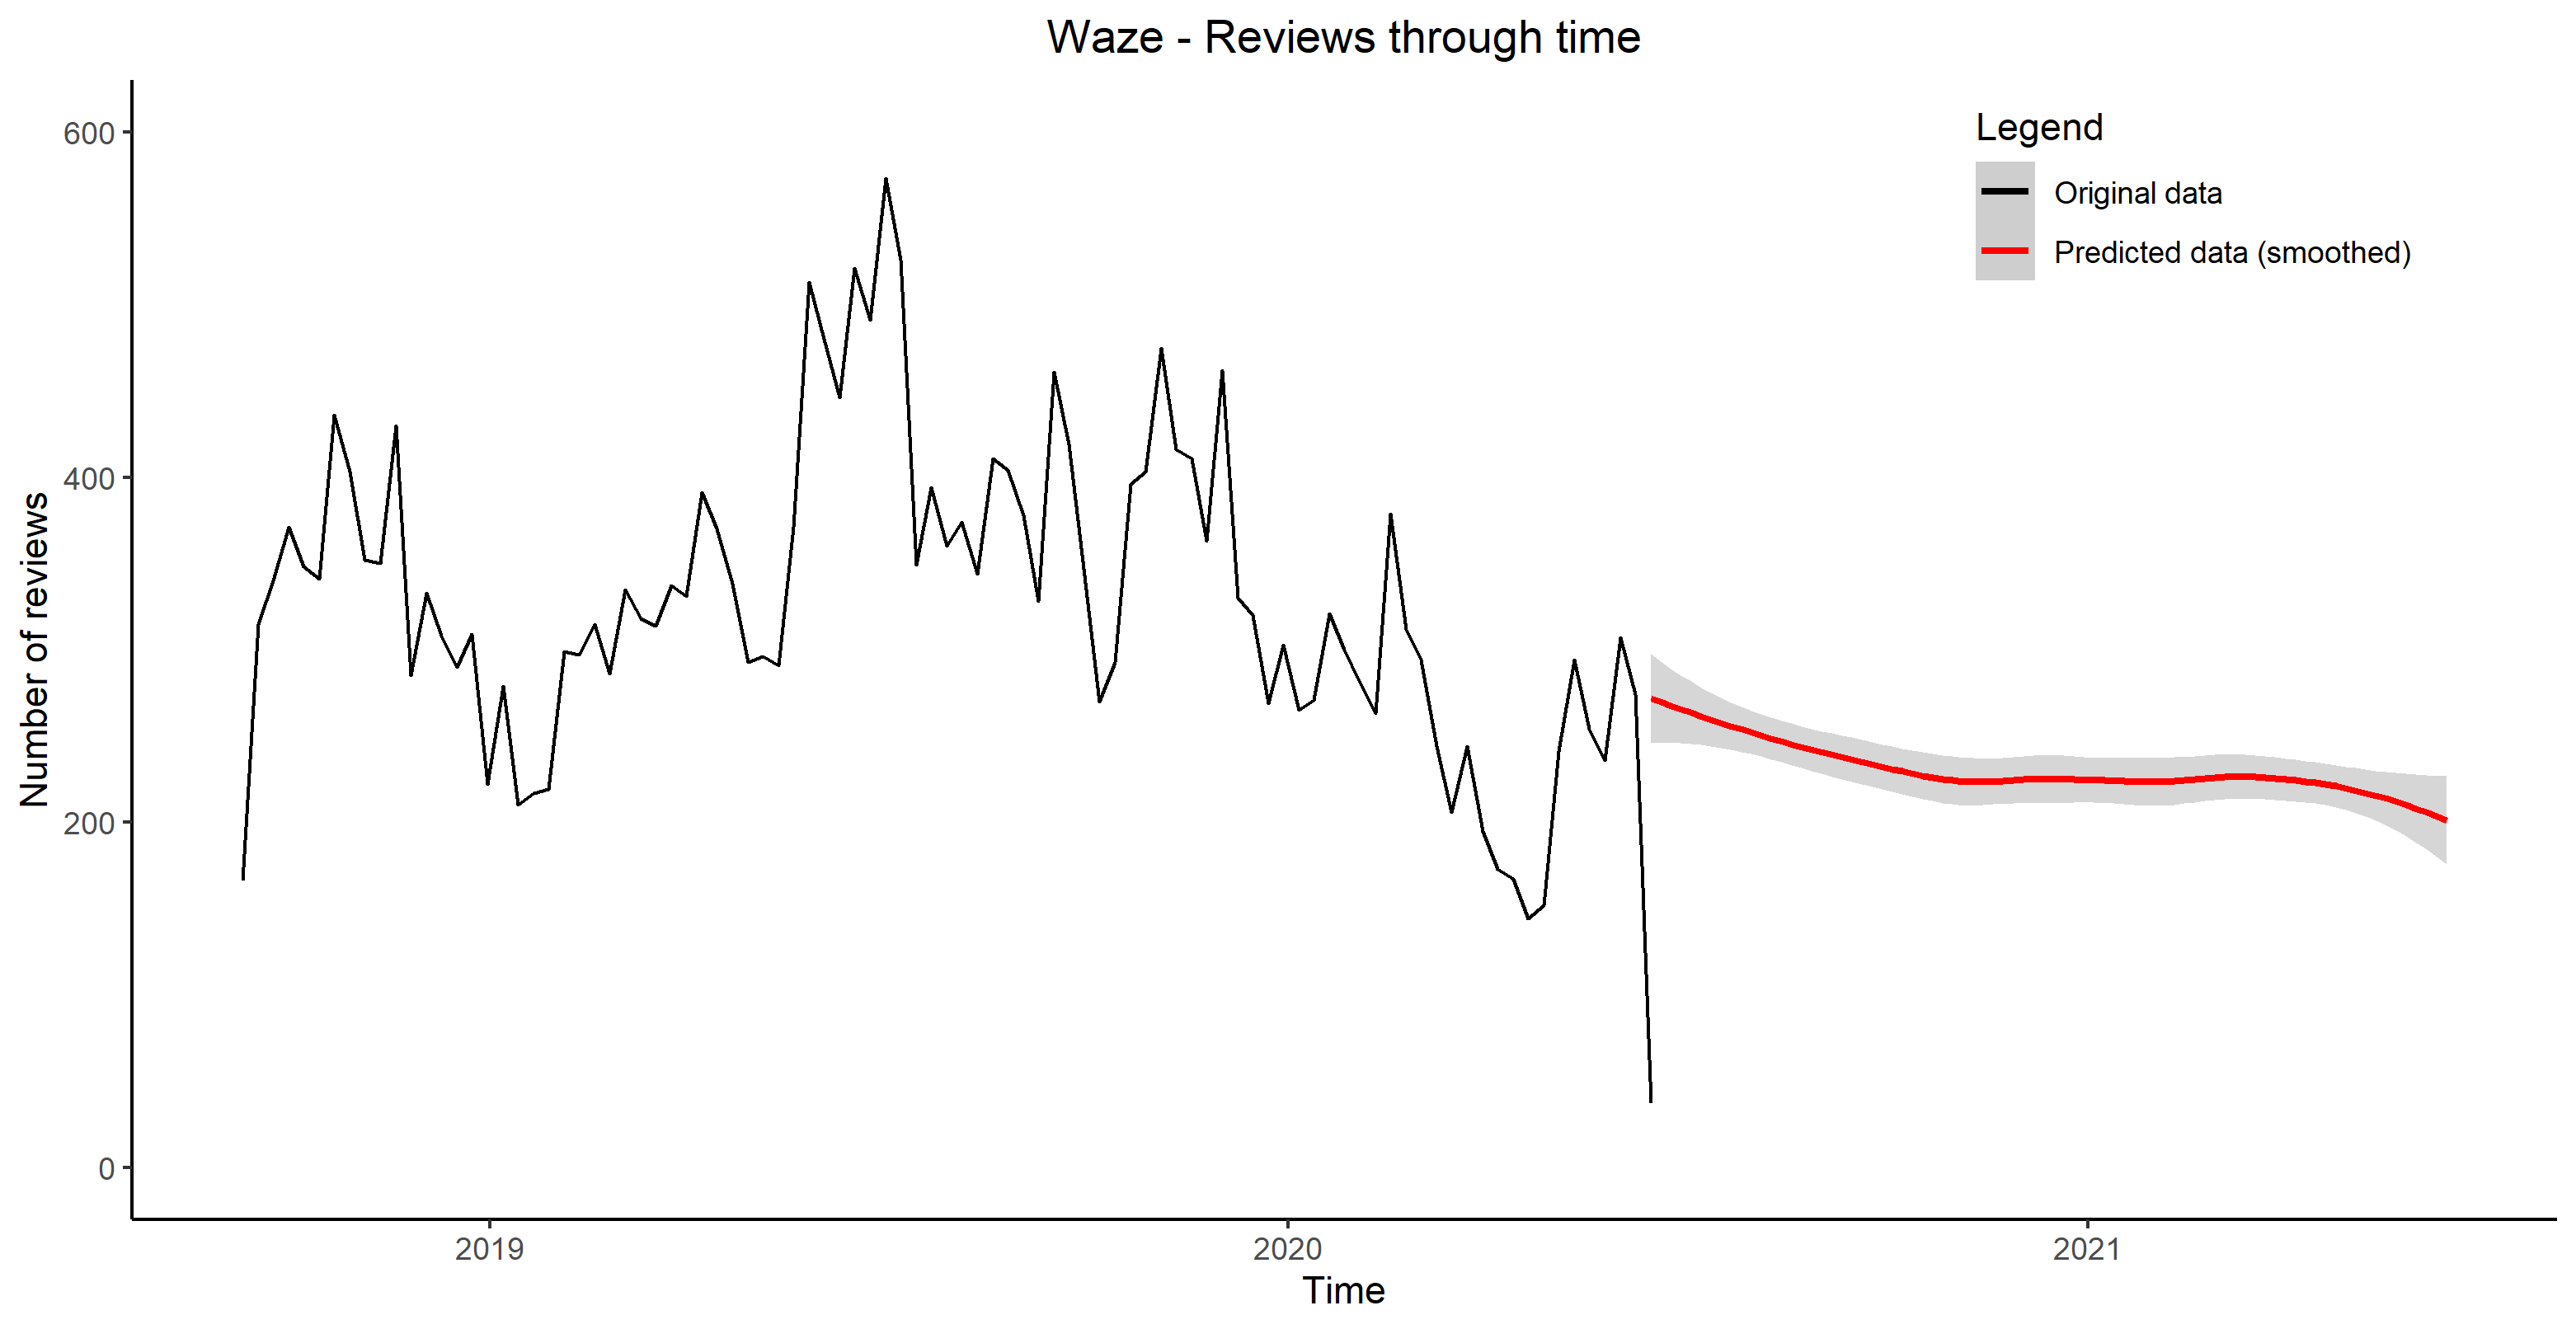 Waze - Reviews through time
Legend
Original data
Predicted data (smoothed)
Number of reviews
600
400
200
0
2019
2020
2021
Time